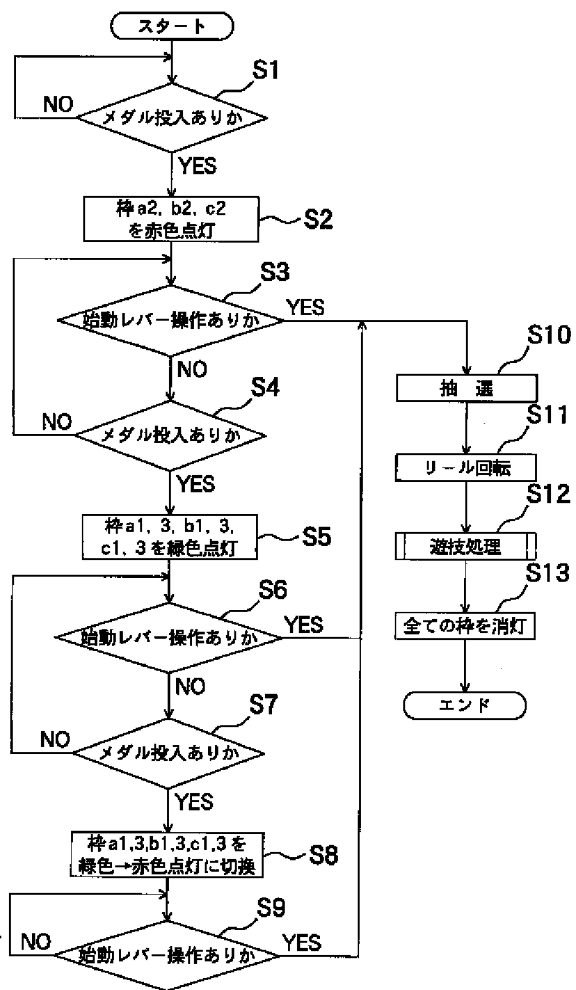 スタート
S1
NO
メダル投入ありか
YES
枠a2, b2, c2
を赤色点灯
S2
S3
始動レバー操作ありか
YES
NO
S4
NO
メダル投入ありか
YES
枠a1, 3, b1, 3,
c1, 3を緑色点灯
S5
S6
始動レバー操作ありか
YES
NO
S7
NO
メダル投入ありか
YES
枠a1,3,b1,3,c1,3を
緑色→赤色点灯に切換
S8
S9
NO
始動レバー操作ありか
YES
S10
抽 選
S11
リール回転
S12
遊技処理
S13
全ての枠を消灯
エンド